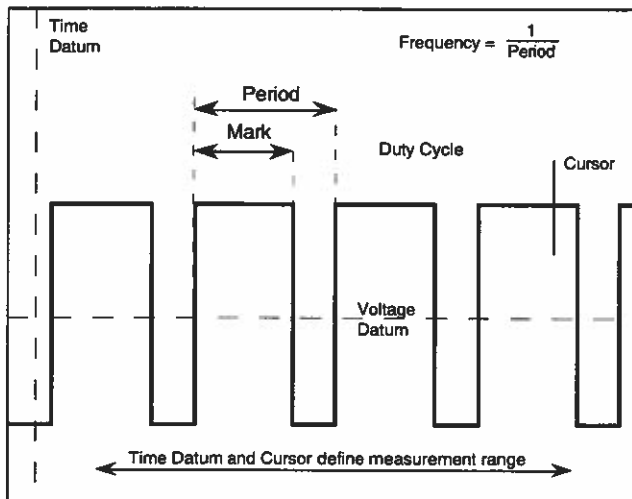 Time
Datum
Frequency = 1
Period
Period
Mark
Duty Cycle
Cursor
Voltage
Datum
Time Datum and Cursor define measurement range